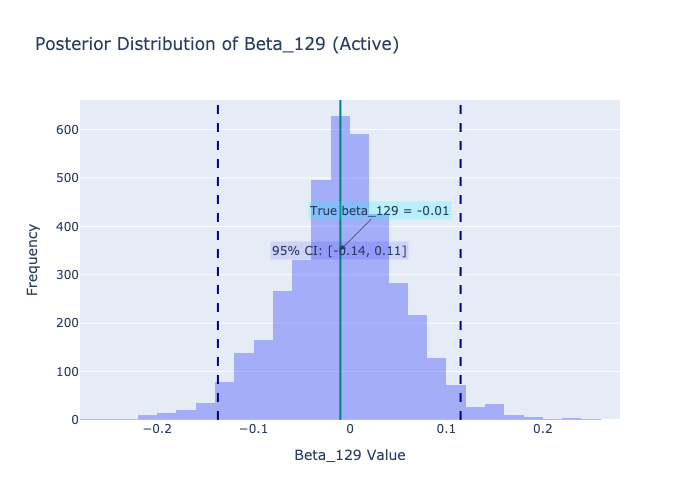 Posterior Distribution of Beta_129 (Active)
600
500
400
300
200
100
0
Frequency
True beta_129 = -0.01
95% CI: [-0.14, 0.11]
−0.2
−0.1
0
0.1
0.2
Beta_129 Value